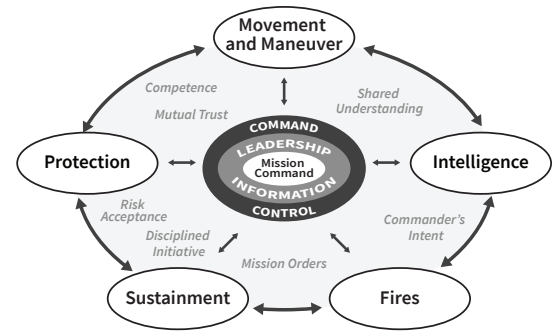 Movement
and Maneuver
Competence
Mutual Trust
Shared
Understanding
COMMAND
LEADERSHIP
Mission
Command
INFORMATION
CONTROL
Protection
Intelligence
Risk
Acceptance
Disciplined
Initiative
Commander's
Intent
Mission Orders
Sustainment
Fires